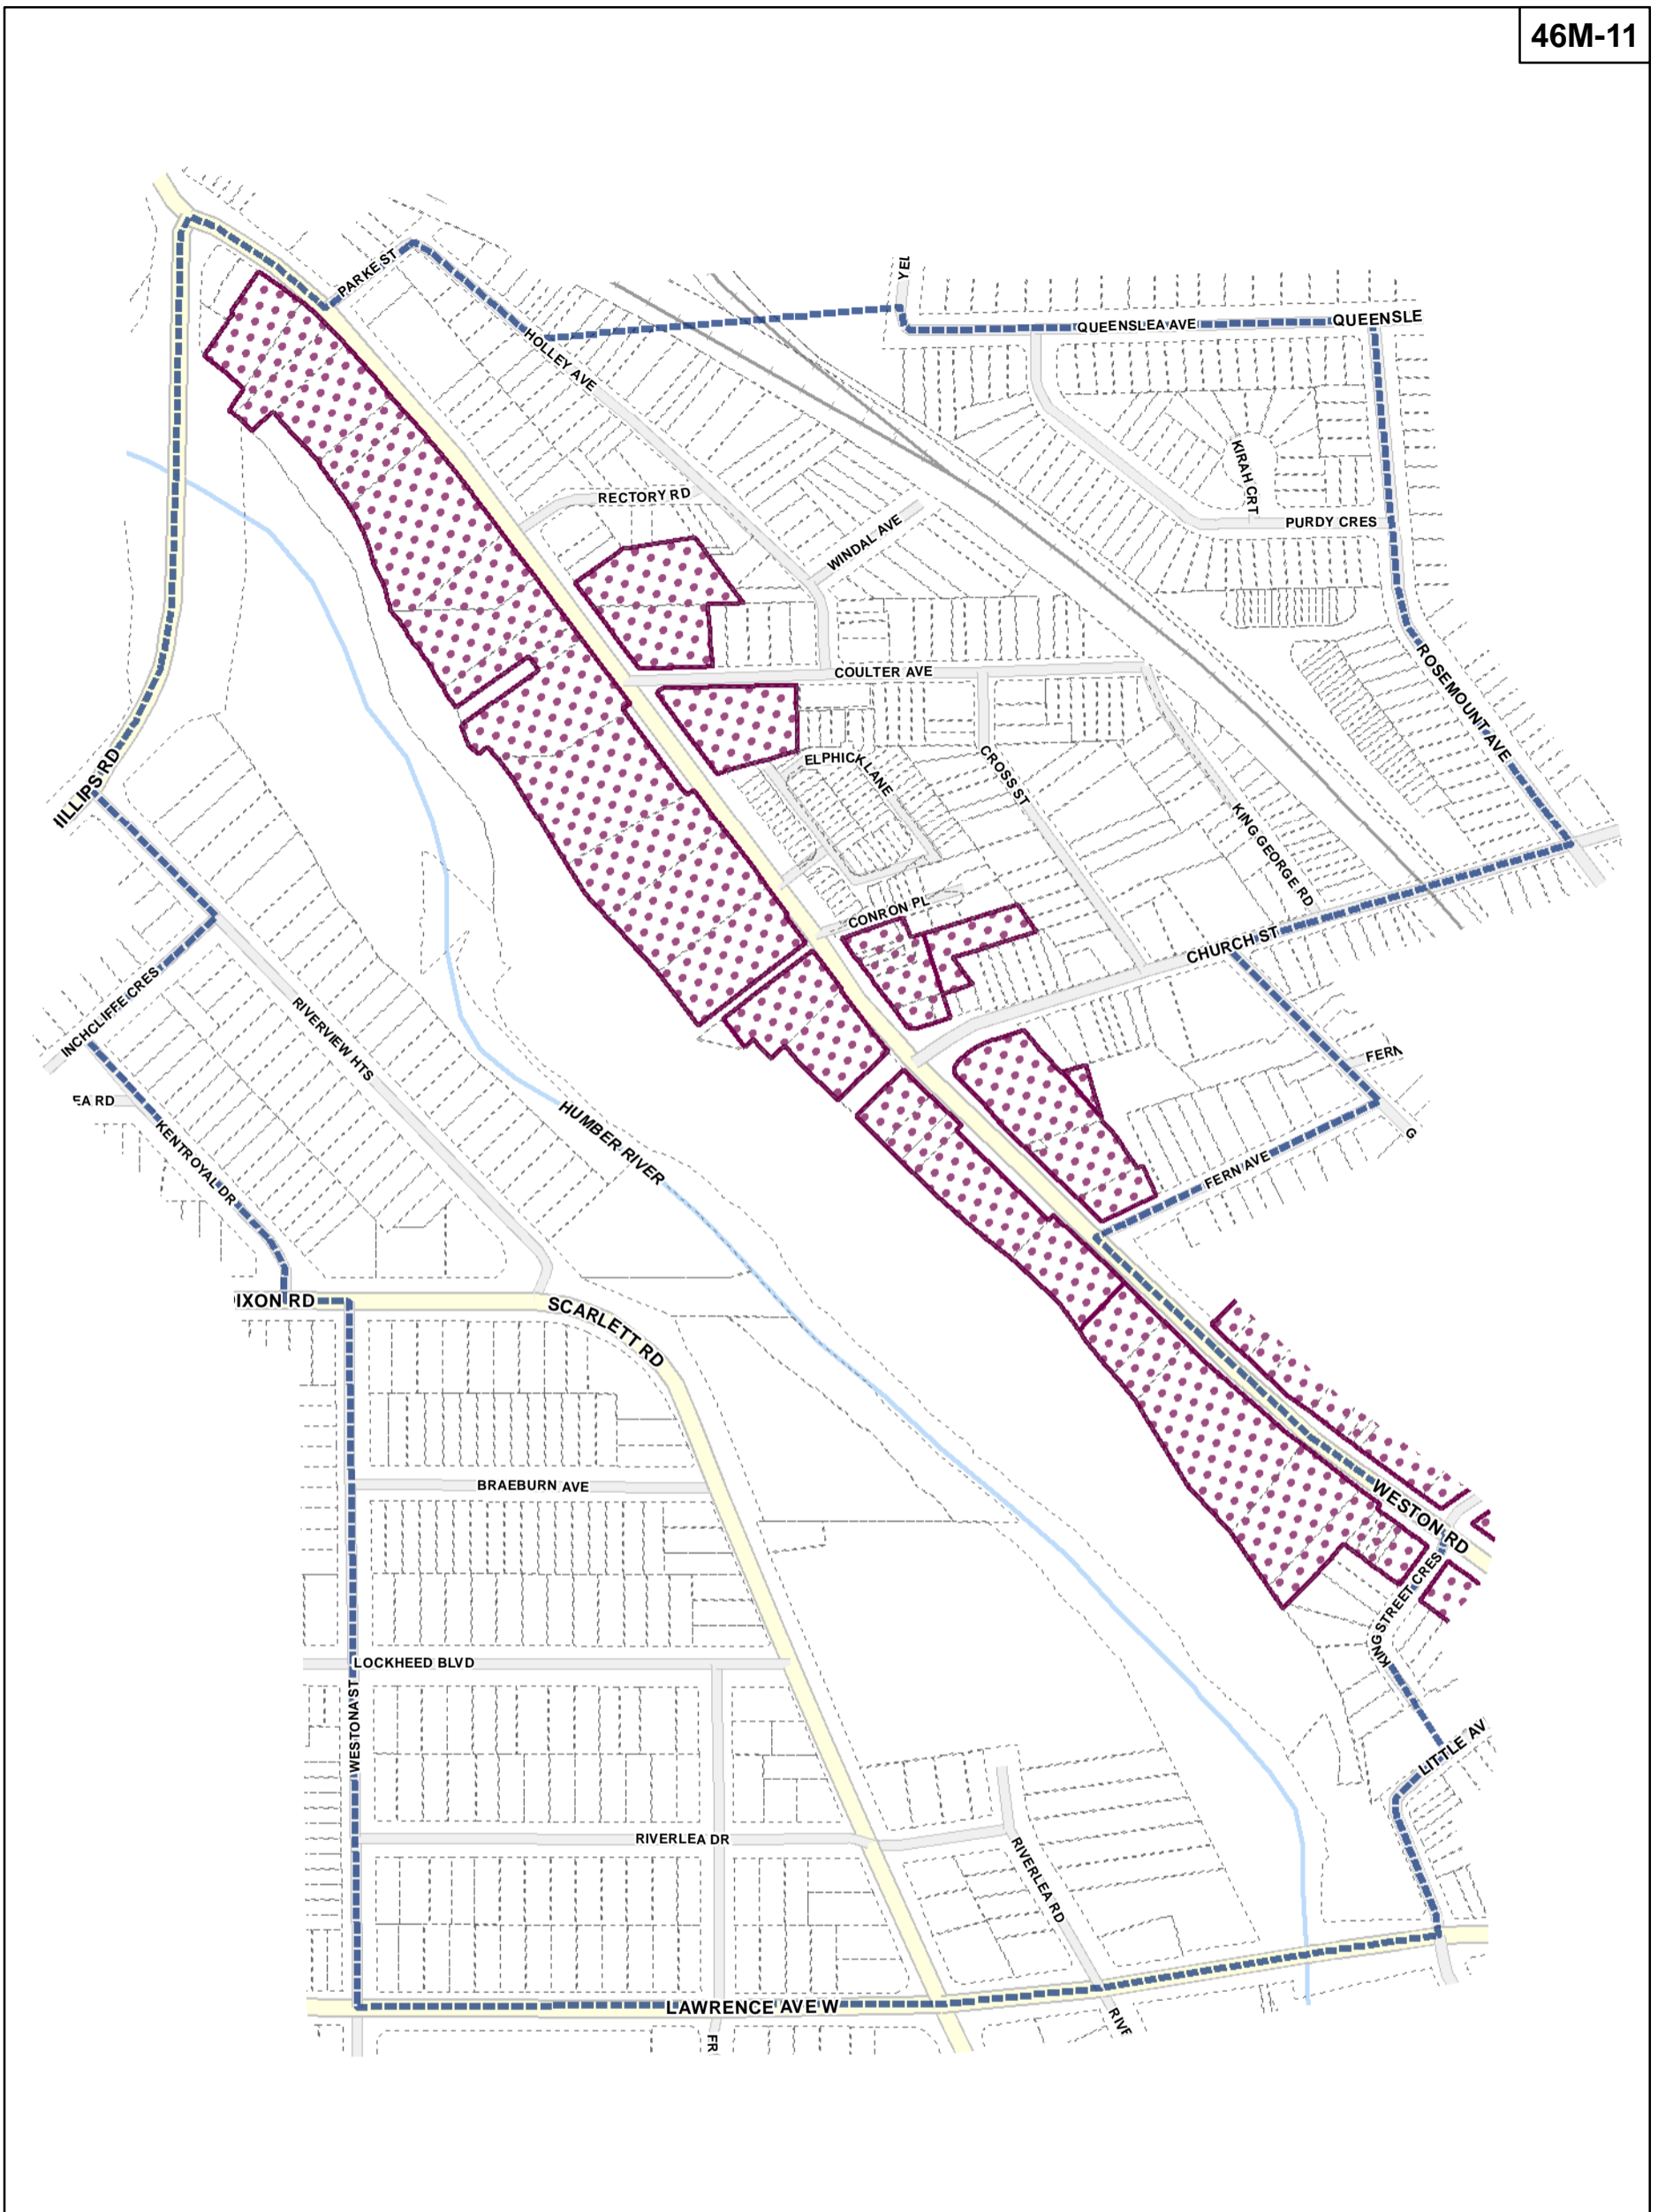 46M-11
PARKE ST
YEL
QUEENSLEA AVE
QUEENSLE
HOLLEY AVE
KIRAH CRT
RECTORY RD
PURDY CRES
WINDAL AVE
COULTER AVE
ROSEMOUNT AVE
ELPHICK LANE
CROSS ST
IILLIPS RD
KING GEORGE RD
CONRON PL
CHURCH ST
INCHCLIFFE CRES
RIVERVIEW HTS
FERN
EA RD
HUMBER RIVER
G
KENTROYAL DR
FERN AVE
IXON RD
SCARLETT RD
BRAEBURN AVE
WESTON RD
KING STREET CRES
LOCKHEED BLVD
WESTONA ST
LITTLE AV
RIVERLEA DR
RIVERLEA RD
LAWRENCE AVE W
FR
RIVE